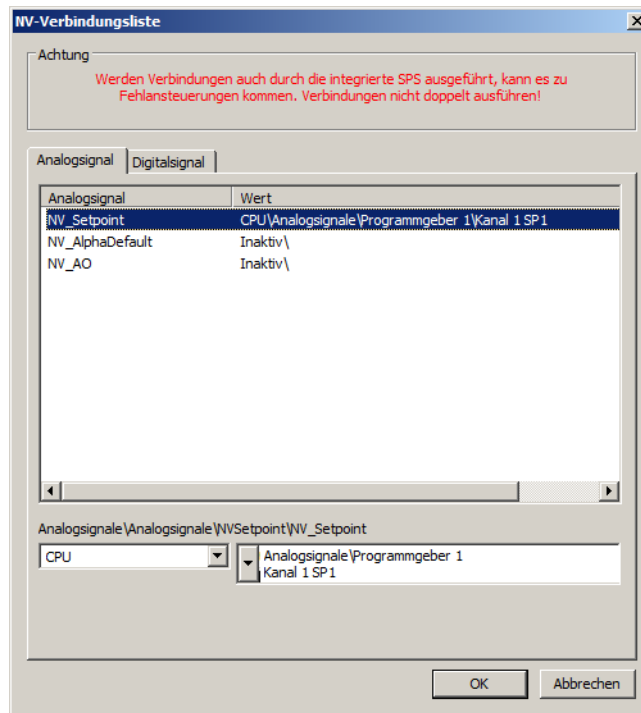 NV-Verbindungsliste
Achtung
Werden Verbindungen auch durch die integrierte SPS ausgeführt, kann es zu
Fehlansteuerungen kommen. Verbindungen nicht doppelt ausführen!
Analogsignal Digitalsignal
Analogsignal Wert
NV_Setpoint CPU\Analogsignale\Programmgeber 1\Kanal 1 SP1
NV_AlphaDefault Inaktiv\
NV_AO Inaktiv\
Analogsignale\Analogsignale\NVSetpoint\NV_Setpoint
CPU Analogsignale\Programmgeber 1
Kanal 1 SP1
OK Abbrechen